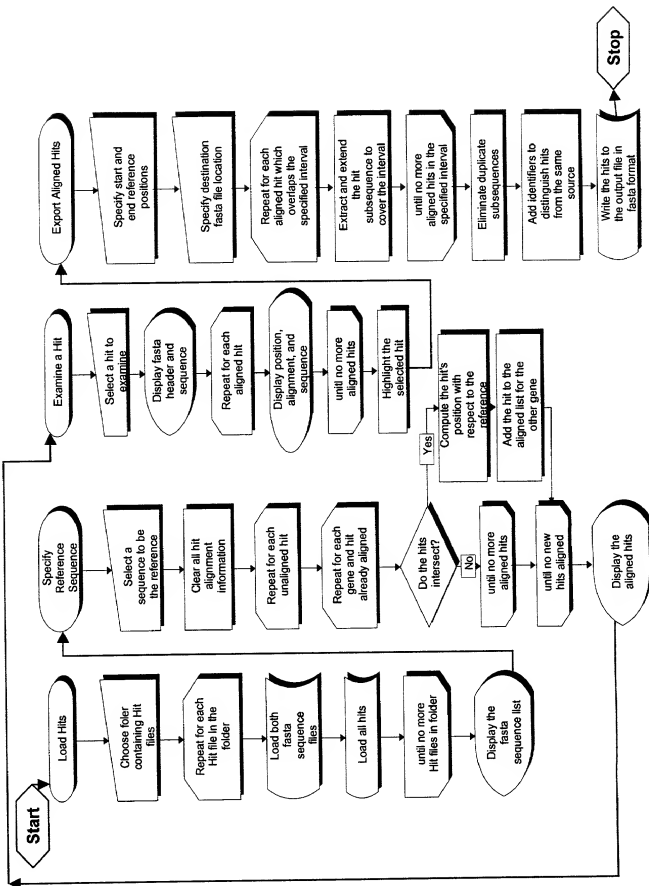 Start
Load Hits
Choose foler
containing Hit
files
Repeat for each
Hit file in the
folder
Load both
fasta
sequence
files
Load all hits
until no more
Hit files in folder
Display the
fasta
sequence list
Specify
Reference
Sequence
Select a
sequence to be
the reference
Clear all hit
alignment
information
Repeat for each
unaligned hit
Repeat for each
gene and hit
already aligned
Do the hits
intersect?
Yes
No
Compute the hit's
position with
respect to the
reference
Add the hit to the
aligned list for the
other gene
until no more
aligned hits
until no new
hits aligned
Display the
aligned hits
Examine a Hit
Select a hit to
examine
Display fasta
header and
sequence
Repeat for each
aligned hit
Display position,
alignment, and
sequence
until no more
aligned hits
Highlight the
selected hit
Export Aligned Hits
Specify start and
end reference
positions
Specify destination
fasta file location
Repeat for each
aligned hit which
overlaps the
specified interval
Extract and extend
the hit
subsequence to
cover the interval
until no more
aligned hits in the
specified interval
Eliminate duplicate
subsequences
Add identifiers to
distinguish hits
from the same
source
Write the hits to
the output file in
fasta format
Stop